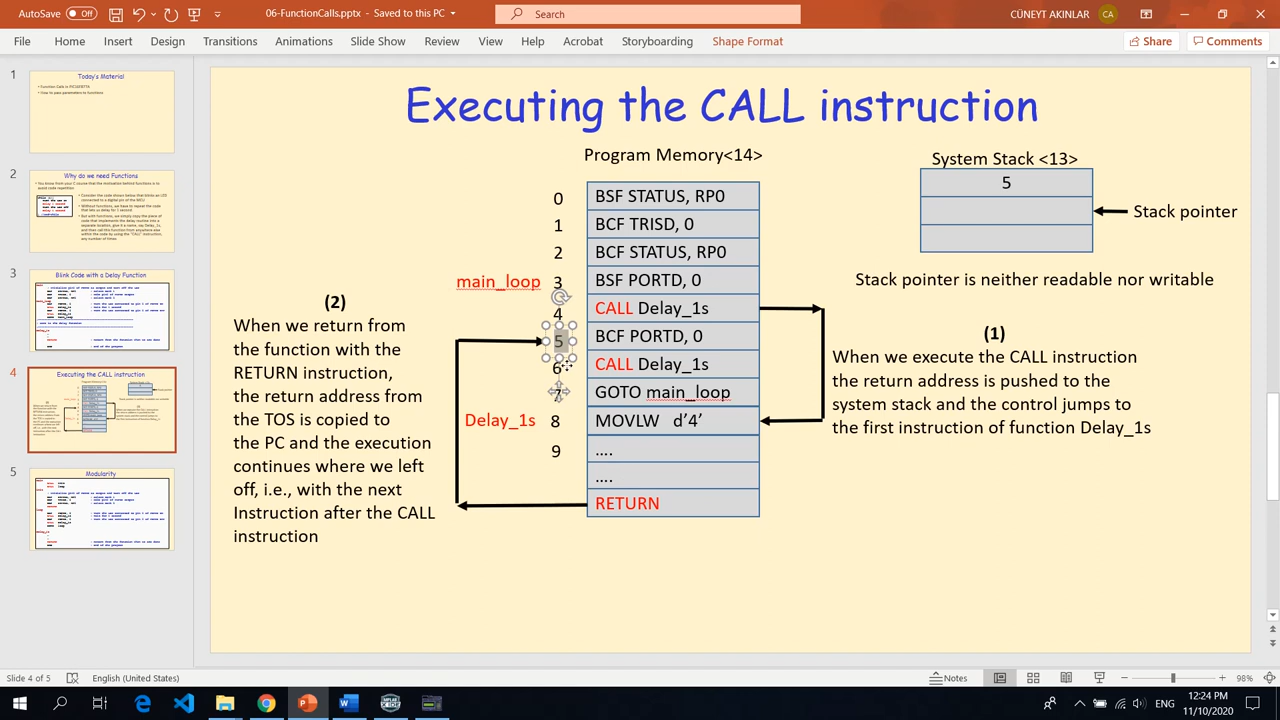 AutoSave Off
06-FunctionCalls.pptx - Saved to this PC
Search
CÜNEYT AKINLAR CA
File Home Insert Draw Design Transitions Animations Slide Show Review View Help Acrobat Storyboarding Shape Format
Share Comments
1
Today's Material
2
Why do we need Functions
3
Blink Code with a Delay Function
4
Executing the CALL instruction
5
Modularity
Executing the CALL instruction
Program Memory<14>
System Stack <13>
0 BSF STATUS, RP0
5
1 BCF TRISD, 0
Stack pointer
2 BCF STATUS, RP0
main_loop 3 BSF PORTD, 0
Stack pointer is neither readable nor writable
4 CALL Delay_1s
5 BCF PORTD, 0
6 CALL Delay_1s
7 GOTO main_loop
Delay_1s 8 MOVLW d’4’
9 ....
....
RETURN
(1)
When we execute the CALL instruction
the return address is pushed to the
system stack and the control jumps to
the first instruction of function Delay_1s
(2)
When we return from
the function with the
RETURN instruction,
the return address from
the TOS is copied to
the PC and the execution
continues where we left
off, i.e., with the next
Instruction after the CALL
instruction
Slide 4 of 5 English (United States) Notes 98%
ENG 12:24 PM
11/10/2020